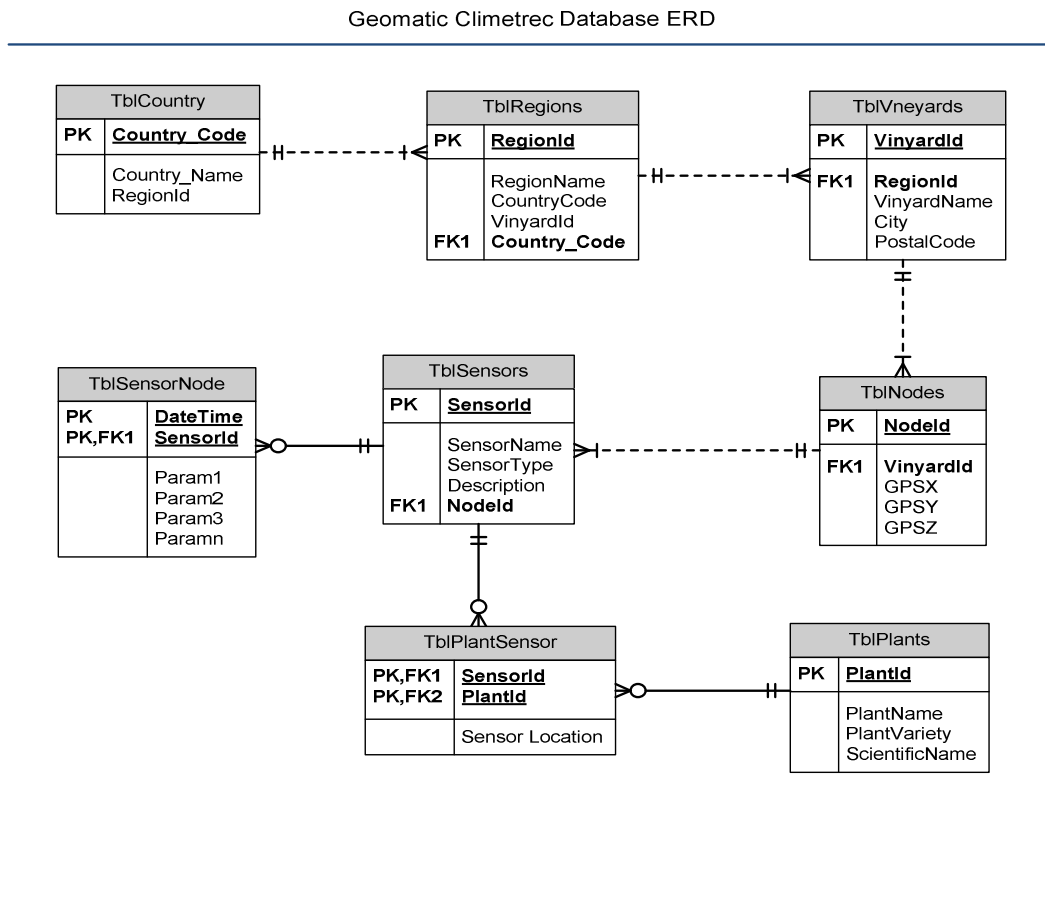 Geomatic Climetrec Database ERD
TblCountry
PK Country_Code
Country_Name
RegionId
TblRegions
PK RegionId
RegionName
CountryCode
VinyardId
FK1 Country_Code
TblVneyards
PK VinyardId
FK1 RegionId
VinyardName
City
PostalCode
TblSensorNode
PK DateTime
PK,FK1 SensorId
Param1
Param2
Param3
Paramn
TblSensors
PK SensorId
SensorName
SensorType
Description
FK1 NodeId
TblNodes
PK NodeId
FK1 VinyardId
GPSX
GPSY
GPSZ
TblPlantSensor
PK,FK1 SensorId
PK,FK2 PlantId
Sensor Location
TblPlants
PK PlantId
PlantName
PlantVariety
ScientificName